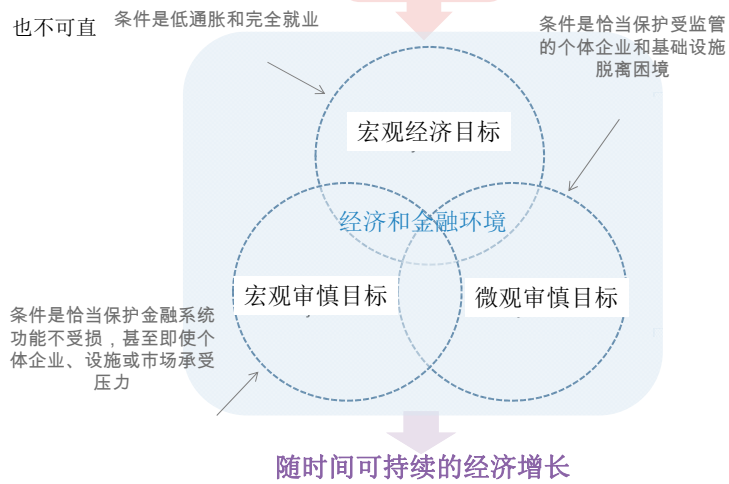 也不可直
条件是低通胀和完全就业
条件是恰当保护受监管
的个体企业和基础设施
脱离困境
宏观经济目标
经济和金融环境
宏观审慎目标
微观审慎目标
条件是恰当保护金融系统
功能不受损，甚至即使个
体企业、设施或市场承受
压力
随时间可持续的经济增长